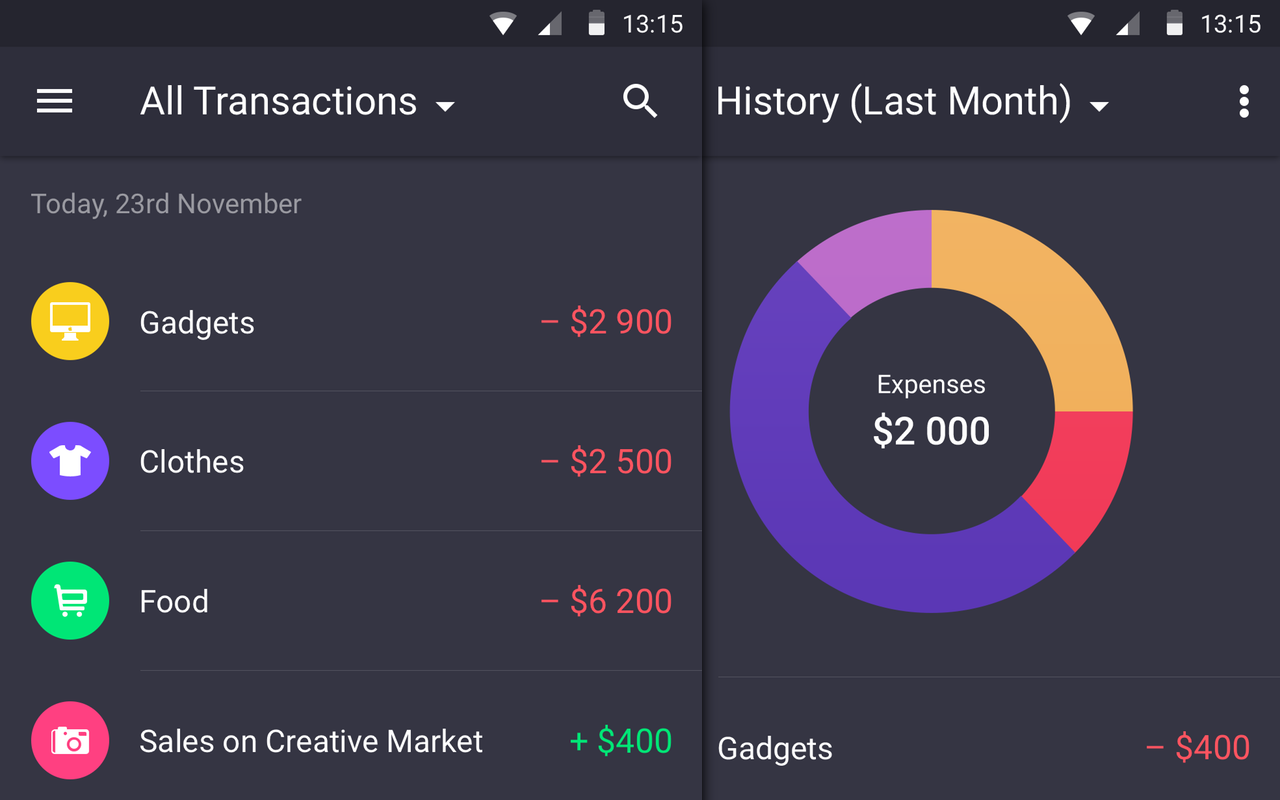 13:15
All Transactions
Today, 23rd November
Gadgets – $2 900
Clothes – $2 500
Food – $6 200
Sales on Creative Market + $400
13:15
History (Last Month)
Expenses
$2 000
Gadgets – $400